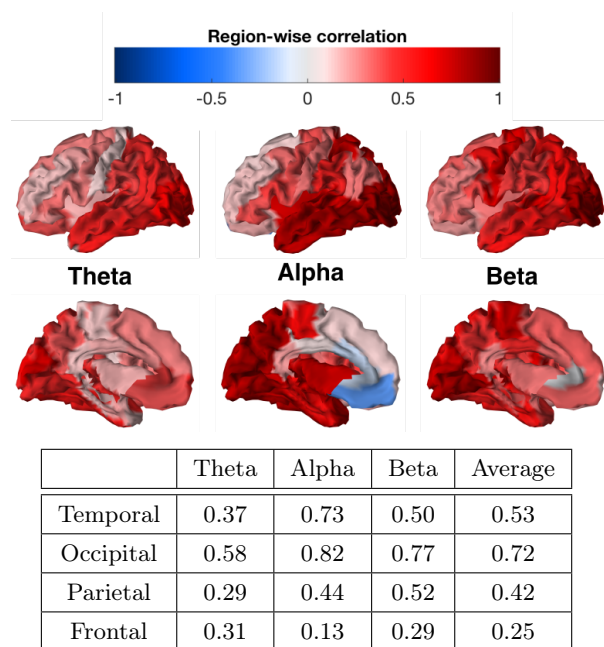 Region-wise correlation
-1 -0.5 0 0.5 1
Theta Alpha Beta
Theta Alpha Beta Average
Temporal 0.37 0.73 0.50 0.53
Occipital 0.58 0.82 0.77 0.72
Parietal 0.29 0.44 0.52 0.42
Frontal 0.31 0.13 0.29 0.25